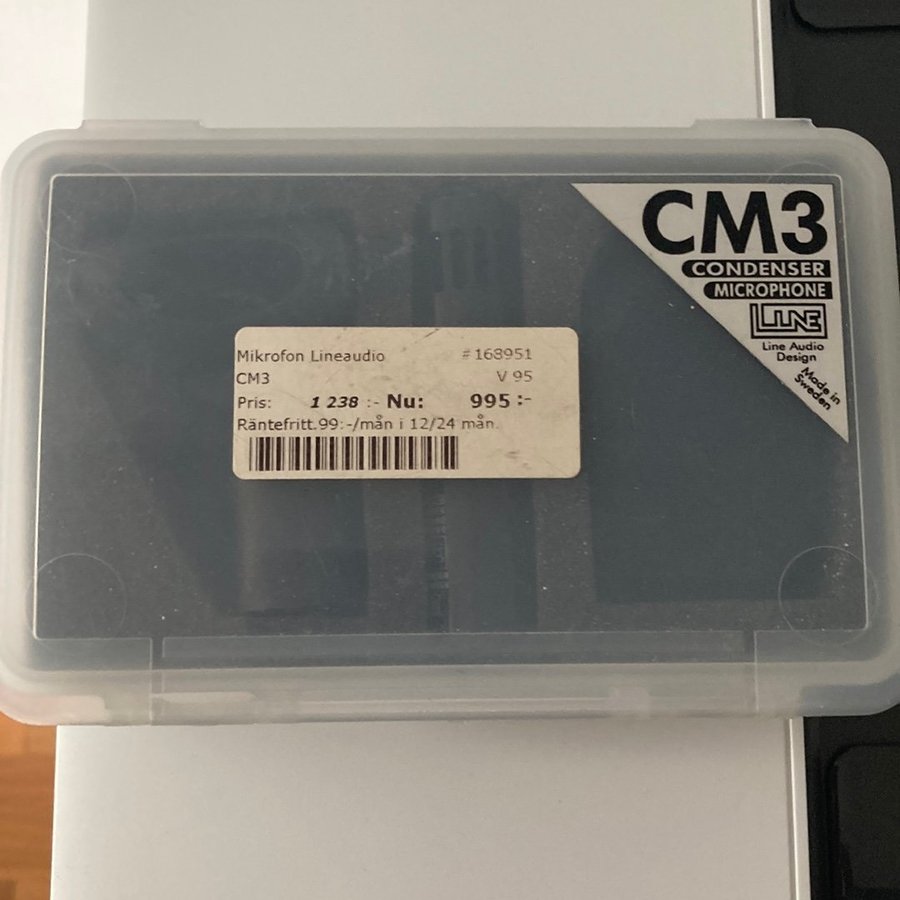 CM3
CONDENSER
MICROPHONE
LINE
Line Audio
Design
Made in
Sweden
Mikrofon Lineaudio #168951
CM3 V 95
Pris: 1 238 :- Nu: 995 :-
Räntefritt.99:-/mån i 12/24 mån.